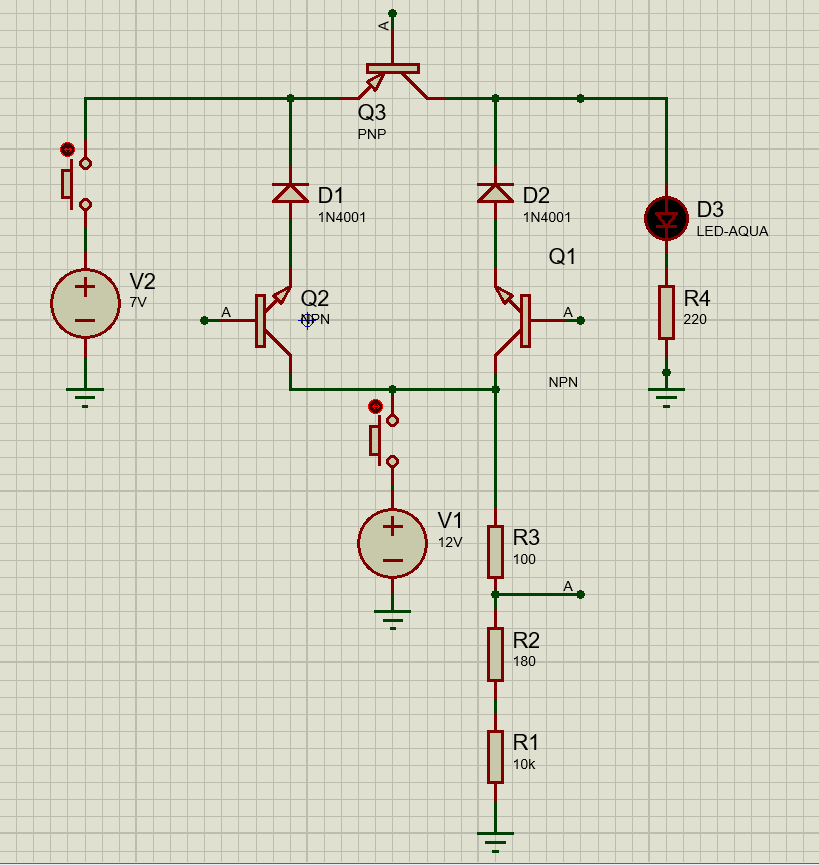 A
Q3
PNP
D1
1N4001
D2
1N4001
D3
LED-AQUA
Q1
V2
7V
A
Q2
NPN
A
R4
220
NPN
V1
12V
R3
100
A
R2
180
R1
10k